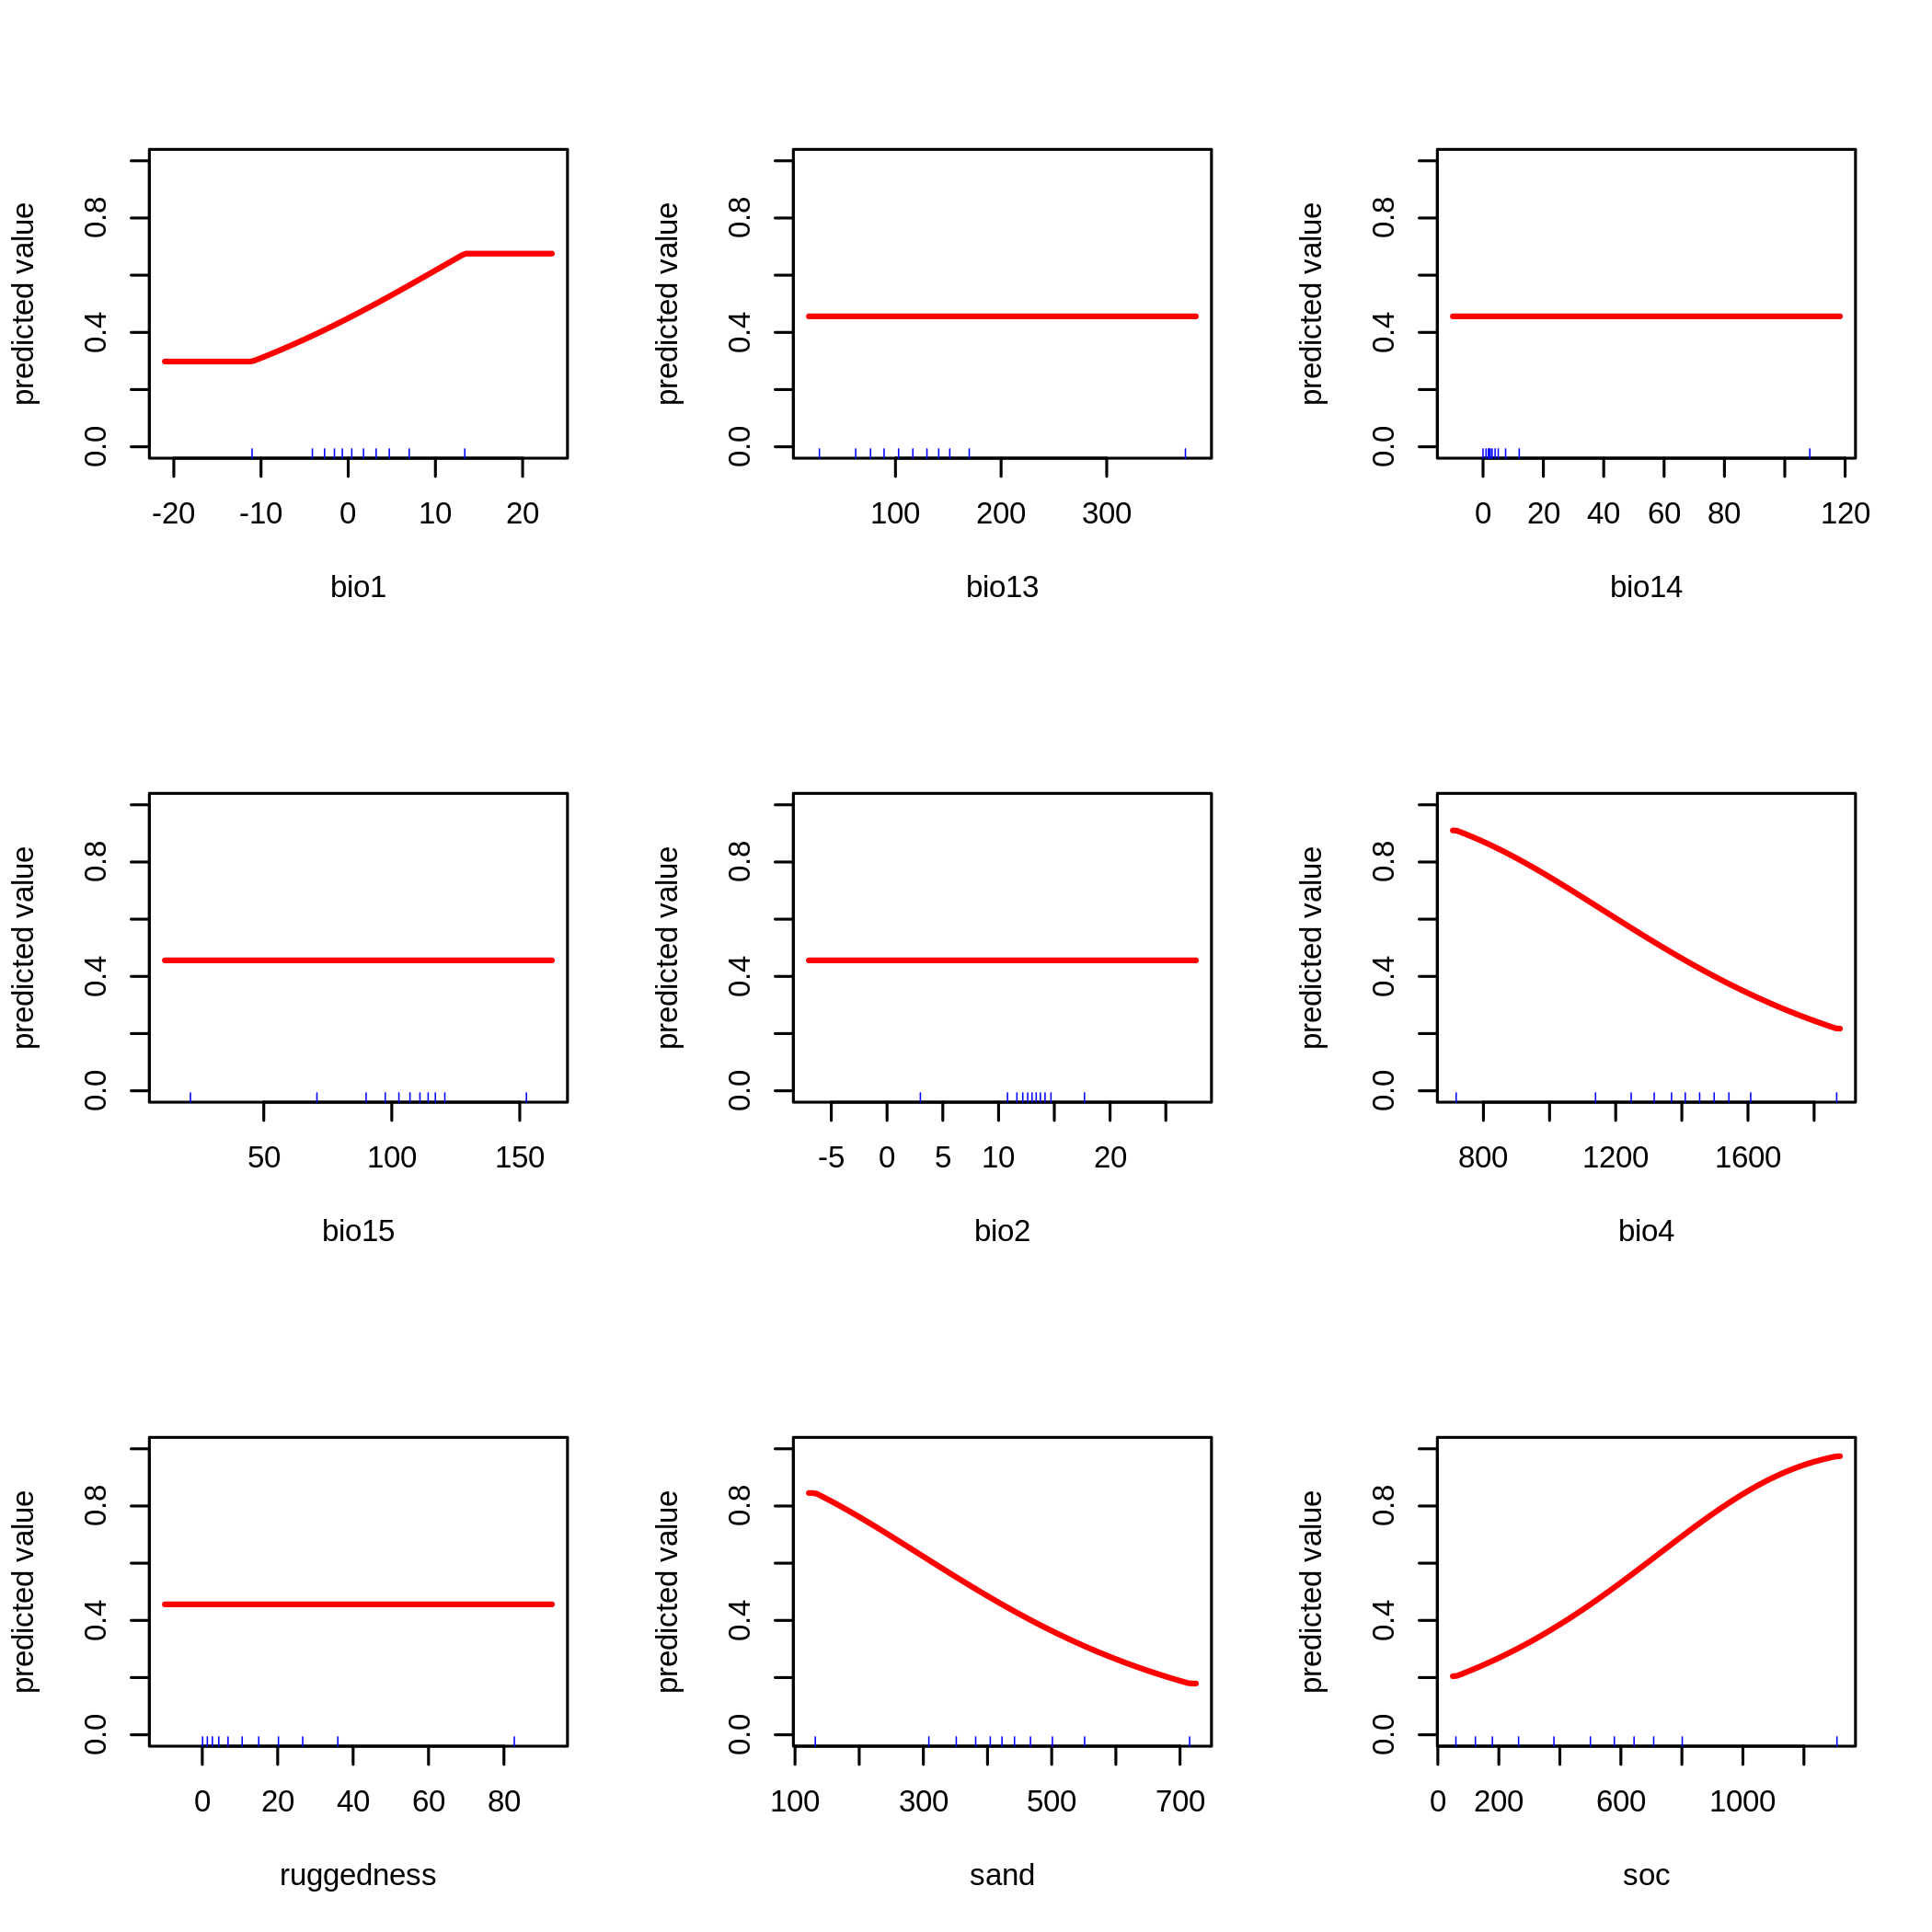 predicted value
0.0 0.4 0.8
-20 -10 0 10 20
bio1
predicted value
0.0 0.4 0.8
100 200 300
bio13
predicted value
0.0 0.4 0.8
0 20 40 60 80 120
bio14
predicted value
0.0 0.4 0.8
50 100 150
bio15
predicted value
0.0 0.4 0.8
-5 0 5 10 20
bio2
predicted value
0.0 0.4 0.8
800 1200 1600
bio4
predicted value
0.0 0.4 0.8
0 20 40 60 80
ruggedness
predicted value
0.0 0.4 0.8
100 300 500 700
sand
predicted value
0.0 0.4 0.8
0 200 600 1000
soc